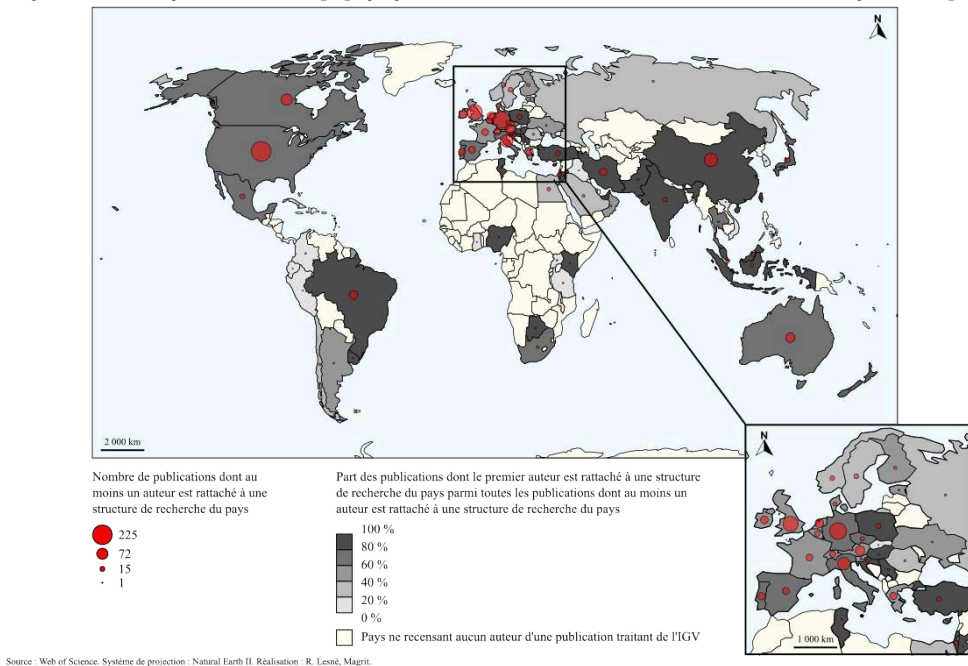 N
2 000 km
Nombre de publications dont au
moins un auteur est rattaché à une
structure de recherche du pays
225
72
15
1
Part des publications dont le premier auteur est rattaché à une structure
de recherche du pays parmi toutes les publications dont au moins un
auteur est rattaché à une structure de recherche du pays
100 %
80 %
60 %
40 %
20 %
0 %
Pays ne recensant aucun auteur d'une publication traitant de l'IGV
N
1 000 km
Source : Web of Science. Système de projection : Natural Earth II. Réalisation : R. Lesné, Magrit.